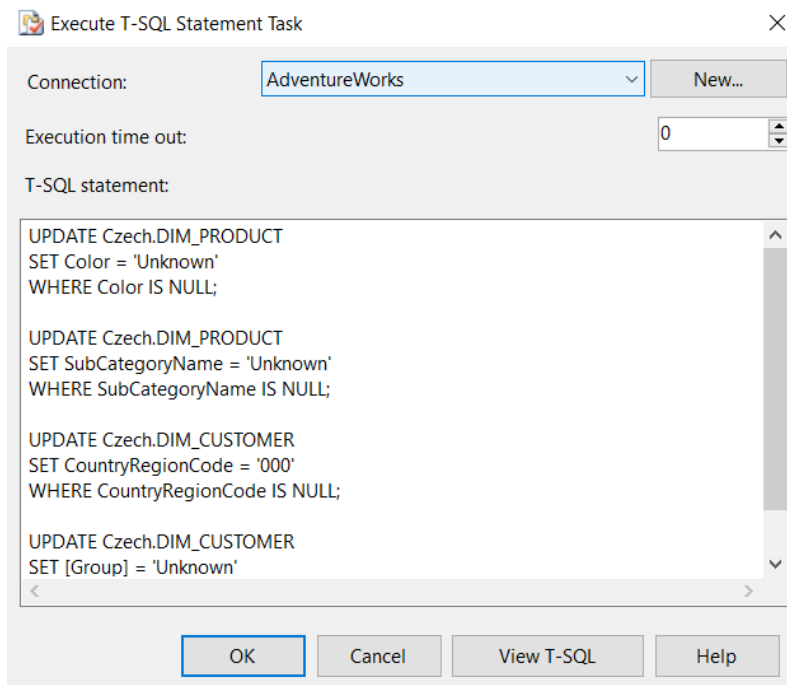 Execute T-SQL Statement Task
Connection:
AdventureWorks
New...
Execution time out:
0
T-SQL statement:
UPDATE Czech.DIM_PRODUCT
SET Color = 'Unknown'
WHERE Color IS NULL;
UPDATE Czech.DIM_PRODUCT
SET SubCategoryName = 'Unknown'
WHERE SubCategoryName IS NULL;
UPDATE Czech.DIM_CUSTOMER
SET CountryRegionCode = '000'
WHERE CountryRegionCode IS NULL;
UPDATE Czech.DIM_CUSTOMER
SET [Group] = 'Unknown'
OK
Cancel
View T-SQL
Help